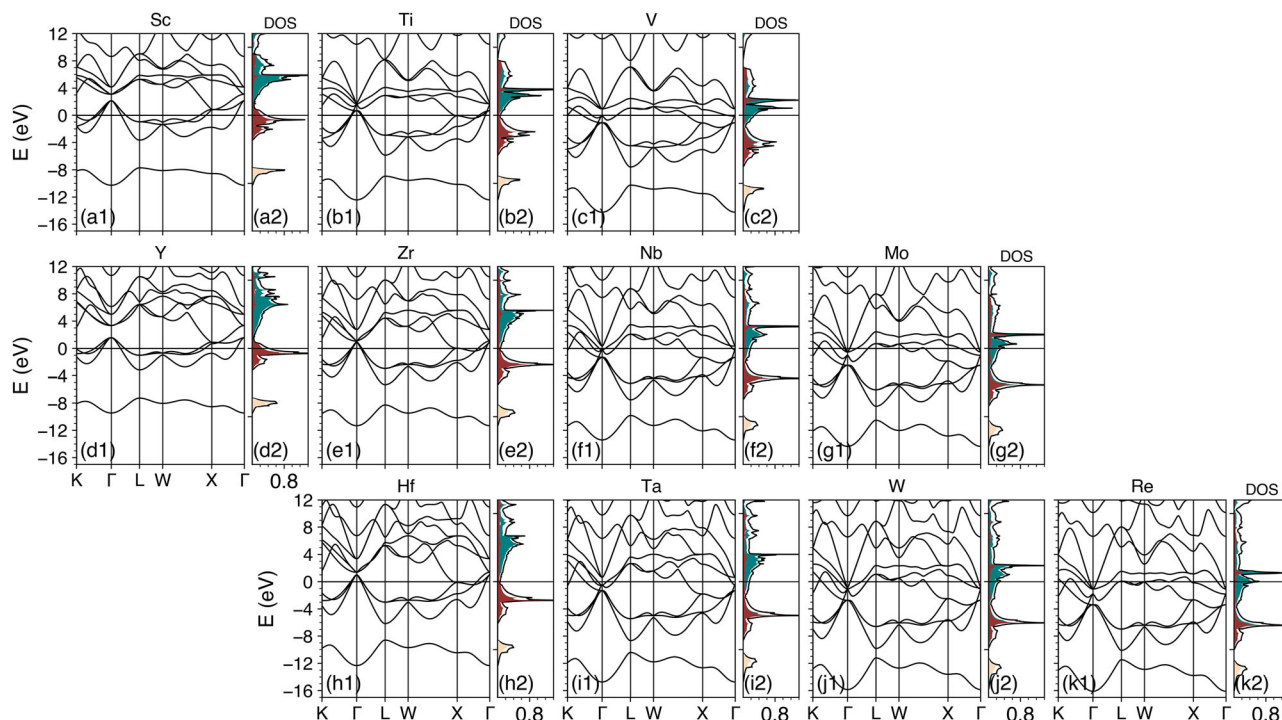 Sc DOS Ti DOS V DOS
12
8
4
0
−4
−8
−12
−16
E (eV)
(a1) (a2) (b1) (b2) (c1) (c2)
Y Zr Nb Mo DOS
12
8
4
0
−4
−8
−12
−16
E (eV)
(d1) (d2) (e1) (e2) (f1) (f2) (g1) (g2)
K Γ L W X Γ 0.8
Hf Ta W Re DOS
12
8
4
0
−4
−8
−12
−16
E (eV)
(h1) (h2) (i1) (i2) (j1) (j2) (k1) (k2)
K Γ L W X Γ 0.8 K Γ L W X Γ 0.8 K Γ L W X Γ 0.8 K Γ L W X Γ 0.8